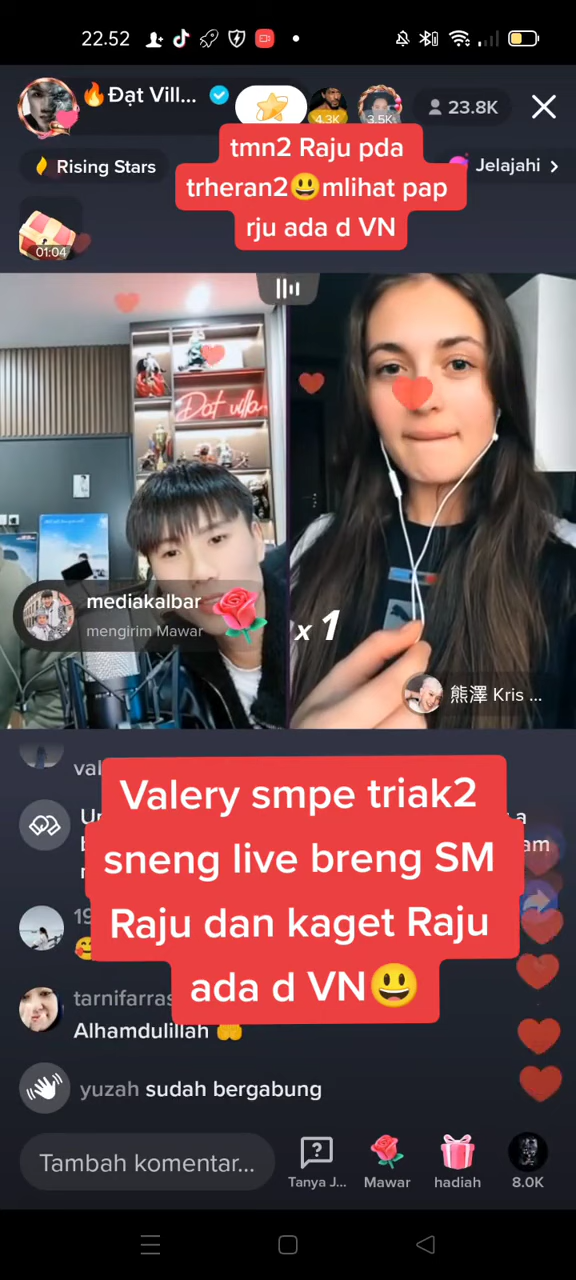 22.52
🔥Đạt Vill...
4.3K
3.5K
23.8K
Rising Stars
Jelajahi >
tmn2 Raju pda
trheran2😃mlihat pap
rju ada d VN
01:04
Dat villa
mediakalbar
mengirim Mawar
x 1
熊澤 Kris ...
val
Valery smpe triak2
sneng live breng SM
Raju dan kaget Raju
ada d VN😃
19
tarnifarras
Alhamdulillah 🤲
yuzah sudah bergabung
Tambah komentar...
Tanya J...
Mawar
hadiah
8.0K